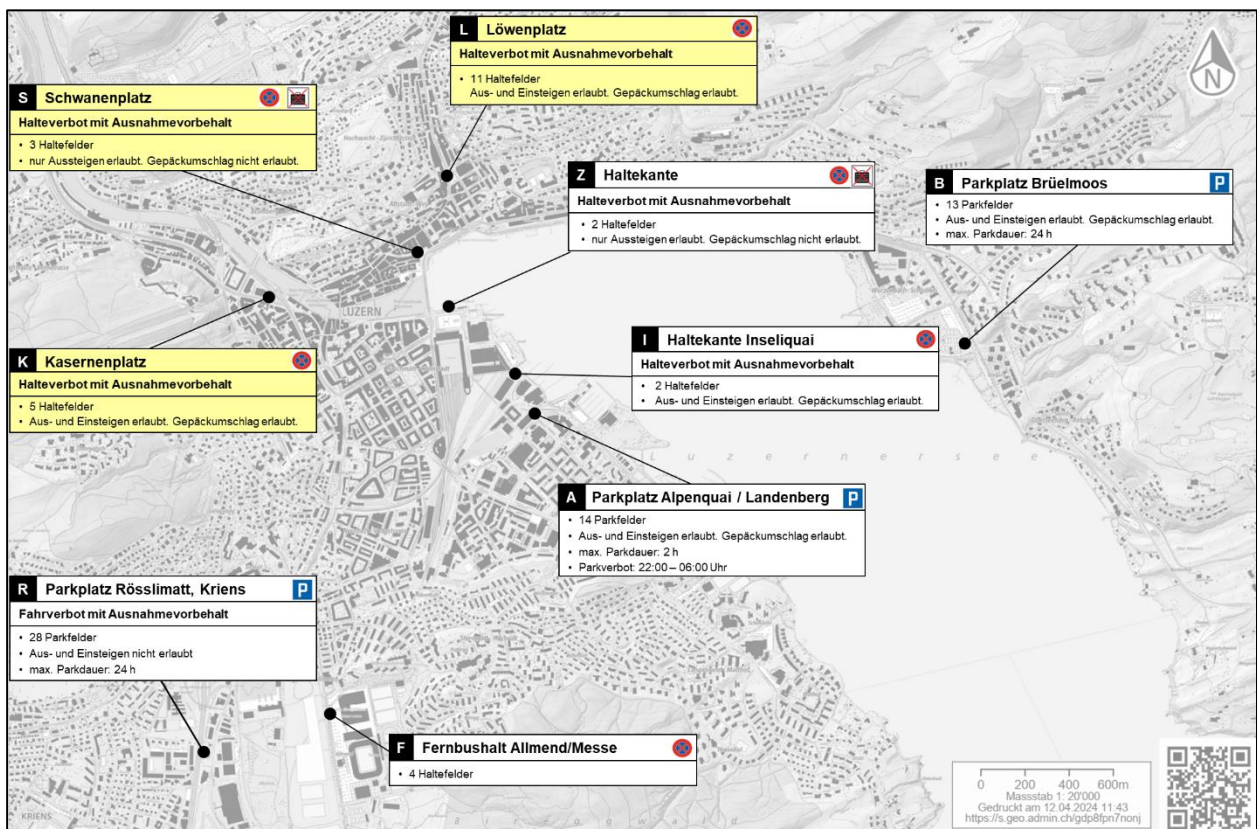 L Löwenplatz
Halteverbot mit Ausnahmevorbehalt
• 11 Haltefelder
Aus- und Einsteigen erlaubt. Gepäckumschlag erlaubt.
N
S Schwanenplatz
Halteverbot mit Ausnahmevorbehalt
• 3 Haltefelder
• nur Aussteigen erlaubt. Gepäckumschlag nicht erlaubt.
Z Haltekante
Halteverbot mit Ausnahmevorbehalt
• 2 Haltefelder
• nur Aussteigen erlaubt. Gepäckumschlag nicht erlaubt.
B Parkplatz Brüelmoos P
• 13 Parkfelder
• Aus- und Einsteigen erlaubt. Gepäckumschlag erlaubt.
• max. Parkdauer: 24 h
LUZERN
K Kasernenplatz
Halteverbot mit Ausnahmevorbehalt
• 5 Haltefelder
• Aus- und Einsteigen erlaubt. Gepäckumschlag erlaubt.
I Haltekante Inseliquai
Halteverbot mit Ausnahmevorbehalt
• 2 Haltefelder
• Aus- und Einsteigen erlaubt. Gepäckumschlag erlaubt.
Luzernersee
A Parkplatz Alpenquai / Landenberg P
• 14 Parkfelder
• Aus- und Einsteigen erlaubt. Gepäckumschlag erlaubt.
• max. Parkdauer: 2 h
• Parkverbot: 22:00 – 06:00 Uhr
R Parkplatz Rösslimatt, Kriens P
Fahrverbot mit Ausnahmevorbehalt
• 28 Parkfelder
• Aus- und Einsteigen nicht erlaubt
• max. Parkdauer: 24 h
F Fernbushalt Allmend/Messe
• 4 Haltefelder
KRIENS
Biregwald
0 200 400 600m
Massstab 1: 20'000
Gedruckt am 12.04.2024 11:43
https://s.geo.admin.ch/gdp8fpn7nonj